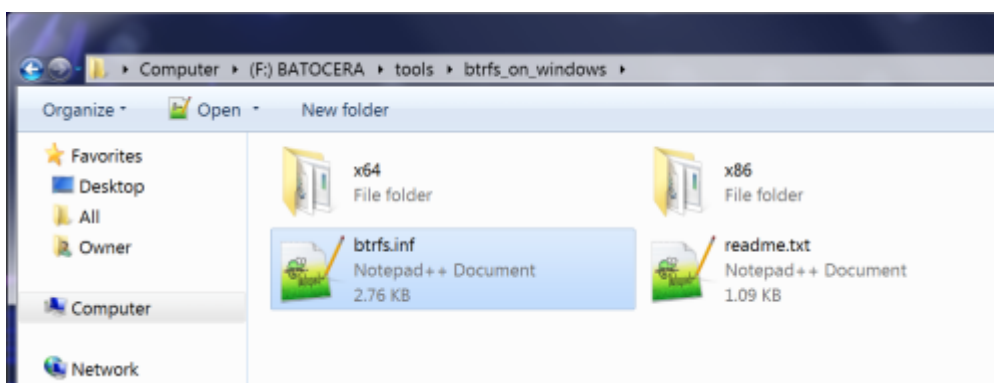 Computer (F:) BATOCERA tools btrfs_on_windows
Organize Open New folder
Favorites
Desktop
All
Owner
Computer
Network
x64
File folder
x86
File folder
btrfs.inf
Notepad++ Document
2.76 KB
readme.txt
Notepad++ Document
1.09 KB